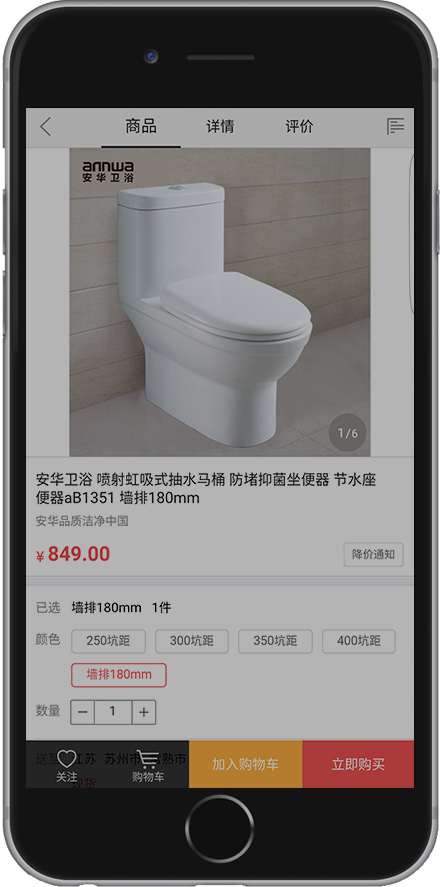 商品 详情 评价
annwa
安华卫浴
1/6
安华卫浴 喷射虹吸式抽水马桶 防堵抑菌坐便器 节水座
便器aB1351 墙排180mm
安华品质洁净中国
¥ 849.00 降价通知
已选 墙排180mm 1件
颜色 250坑距 300坑距 350坑距 400坑距
墙排180mm
数量 − 1 +
送至 江苏 苏州市 常熟市
现货
关注 购物车 加入购物车 立即购买